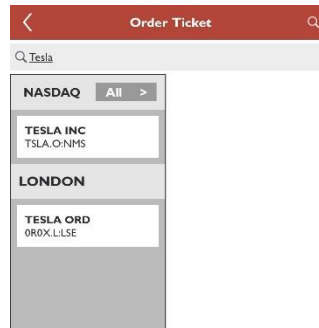 Order Ticket
Tesla
NASDAQ All >
TESLA INC
TSLA.O:NMS
LONDON
TESLA ORD
0R0X.L:LSE